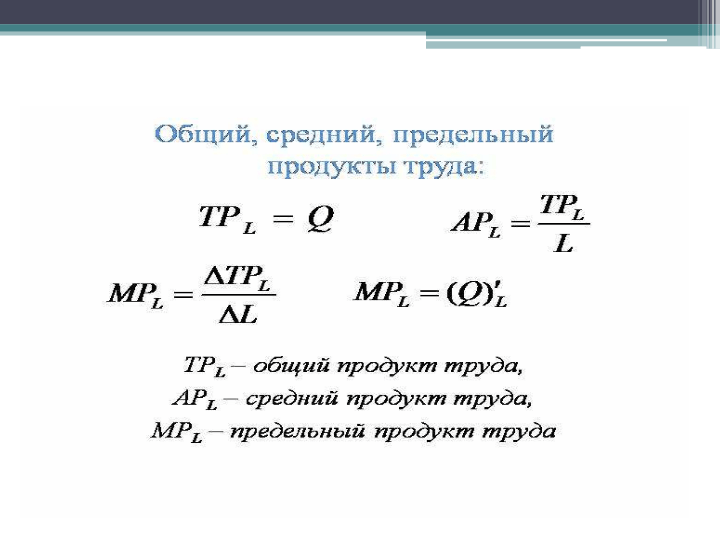 Общий, средний, предельный
продукты труда:
TP_L = Q
AP_L = TP_L / L
MP_L = ΔTP_L / ΔL
MP_L = (Q)'_L
TP_L – общий продукт труда,
AP_L – средний продукт труда,
MP_L – предельный продукт труда